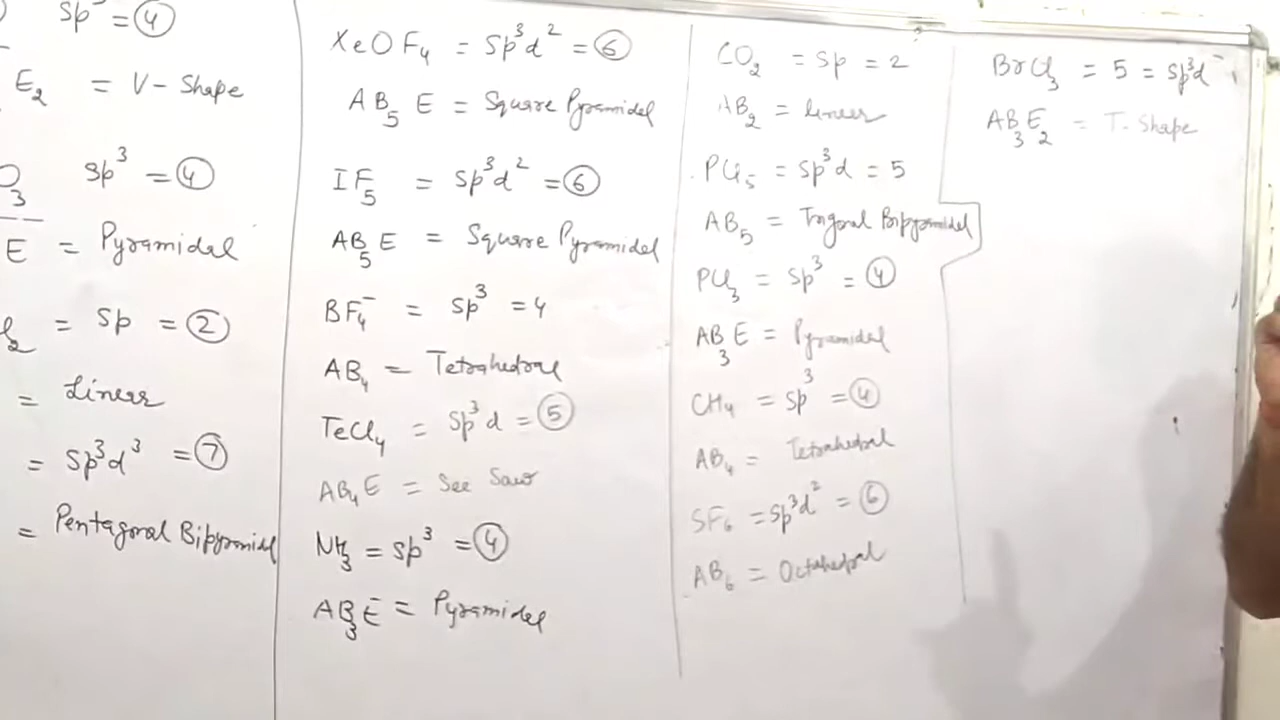 sp³ = ④
E₂ = V - Shape
O₃ sp³ = ④
E = Pyramidal
l₂ = sp = ②
= Linear
= sp³d³ = ⑦
= Pentagonal Bipyramidal
XeOF₄ = sp³d² = ⑥
AB₅E = Square Pyramidal
IF₅ = sp³d² = ⑥
AB₅E = Square Pyramidal
BF₄⁻ = sp³ = 4
AB₄ = Tetrahedral
TeCl₄ = sp³d = ⑤
AB₄E = See Saw
NH₃ = sp³ = ④
AB₃E = Pyramidal
CO₂ = sp = 2
AB₂ = linear
PCl₅ = sp³d = 5
AB₅ = Trigonal Bipyramidal
PCl₃ = sp³ = ④
AB₃E = Pyramidal
CH₄ = sp³ = ④
AB₄ = Tetrahedral
SF₆ = sp³d² = ⑥
AB₆ = Octahedral
BrCl₃ = 5 = sp³d
AB₃E₂ = T. Shape